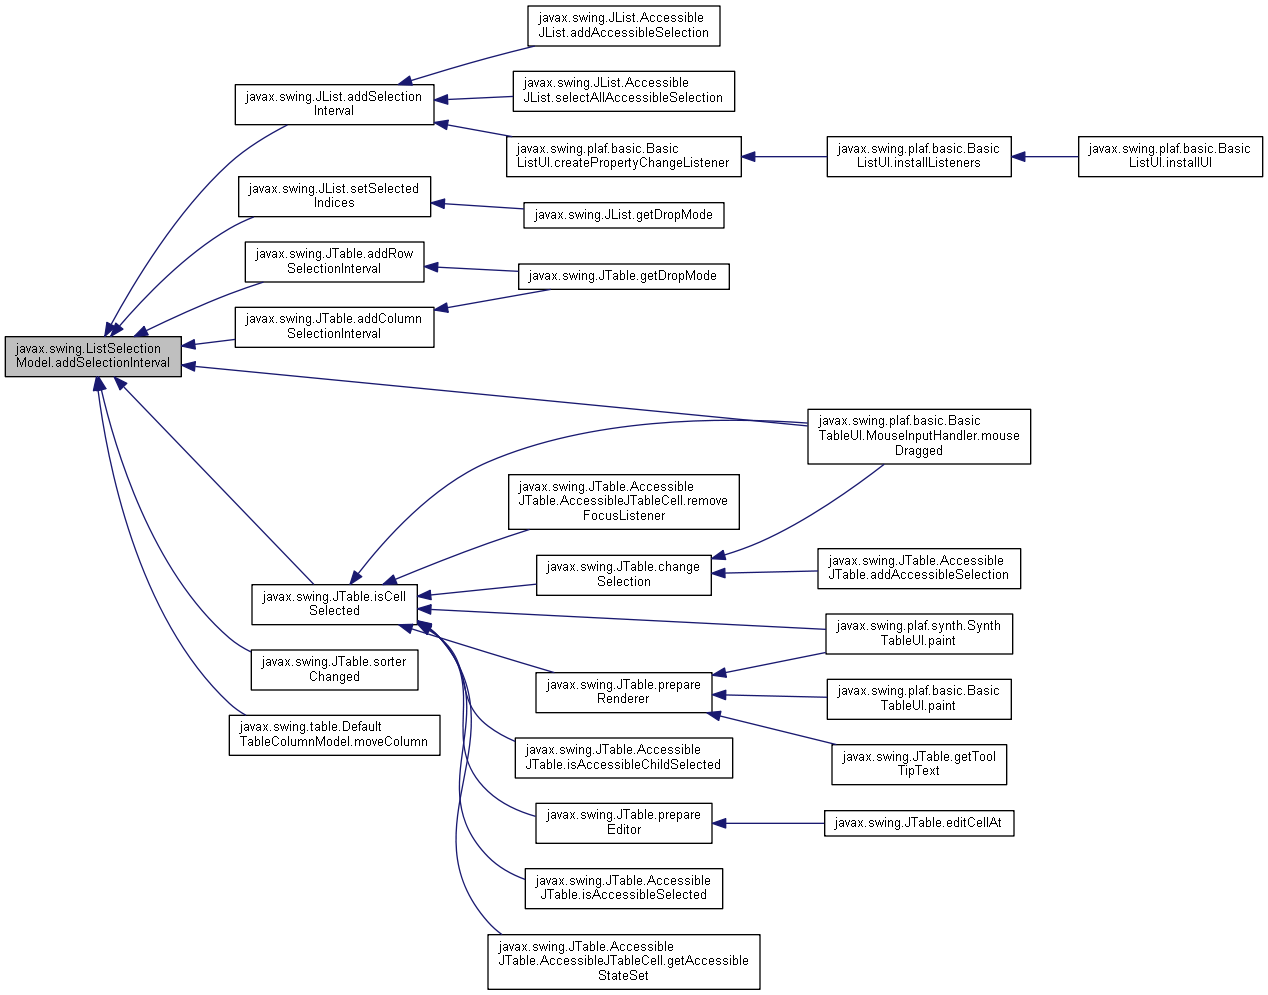 javax.swing.JList.Accessible
JList.addAccessibleSelection
javax.swing.JList.Accessible
JList.selectAllAccessibleSelection
javax.swing.JList.addSelection
Interval
javax.swing.plaf.basic.Basic
ListUI.createPropertyChangeListener
javax.swing.plaf.basic.Basic
ListUI.installListeners
javax.swing.plaf.basic.Basic
ListUI.installUI
javax.swing.JList.setSelected
Indices
javax.swing.JList.getDropMode
javax.swing.JTable.addRow
SelectionInterval
javax.swing.JTable.getDropMode
javax.swing.JTable.addColumn
SelectionInterval
javax.swing.ListSelection
Model.addSelectionInterval
javax.swing.plaf.basic.Basic
TableUI.MouseInputHandler.mouse
Dragged
javax.swing.JTable.Accessible
JTable.AccessibleJTableCell.remove
FocusListener
javax.swing.JTable.change
Selection
javax.swing.JTable.Accessible
JTable.addAccessibleSelection
javax.swing.JTable.isCell
Selected
javax.swing.plaf.synth.Synth
TableUI.paint
javax.swing.JTable.sorter
Changed
javax.swing.JTable.prepare
Renderer
javax.swing.plaf.basic.Basic
TableUI.paint
javax.swing.table.Default
TableColumnModel.moveColumn
javax.swing.JTable.Accessible
JTable.isAccessibleChildSelected
javax.swing.JTable.getTool
TipText
javax.swing.JTable.prepare
Editor
javax.swing.JTable.editCellAt
javax.swing.JTable.Accessible
JTable.isAccessibleSelected
javax.swing.JTable.Accessible
JTable.AccessibleJTableCell.getAccessible
StateSet